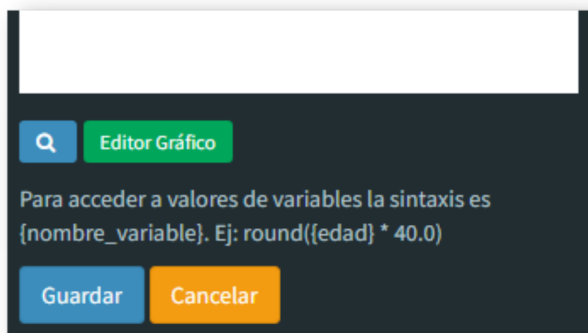 Editor Gráfico
Para acceder a valores de variables la sintaxis es
{nombre_variable}. Ej: round({edad} * 40.0)
Guardar Cancelar